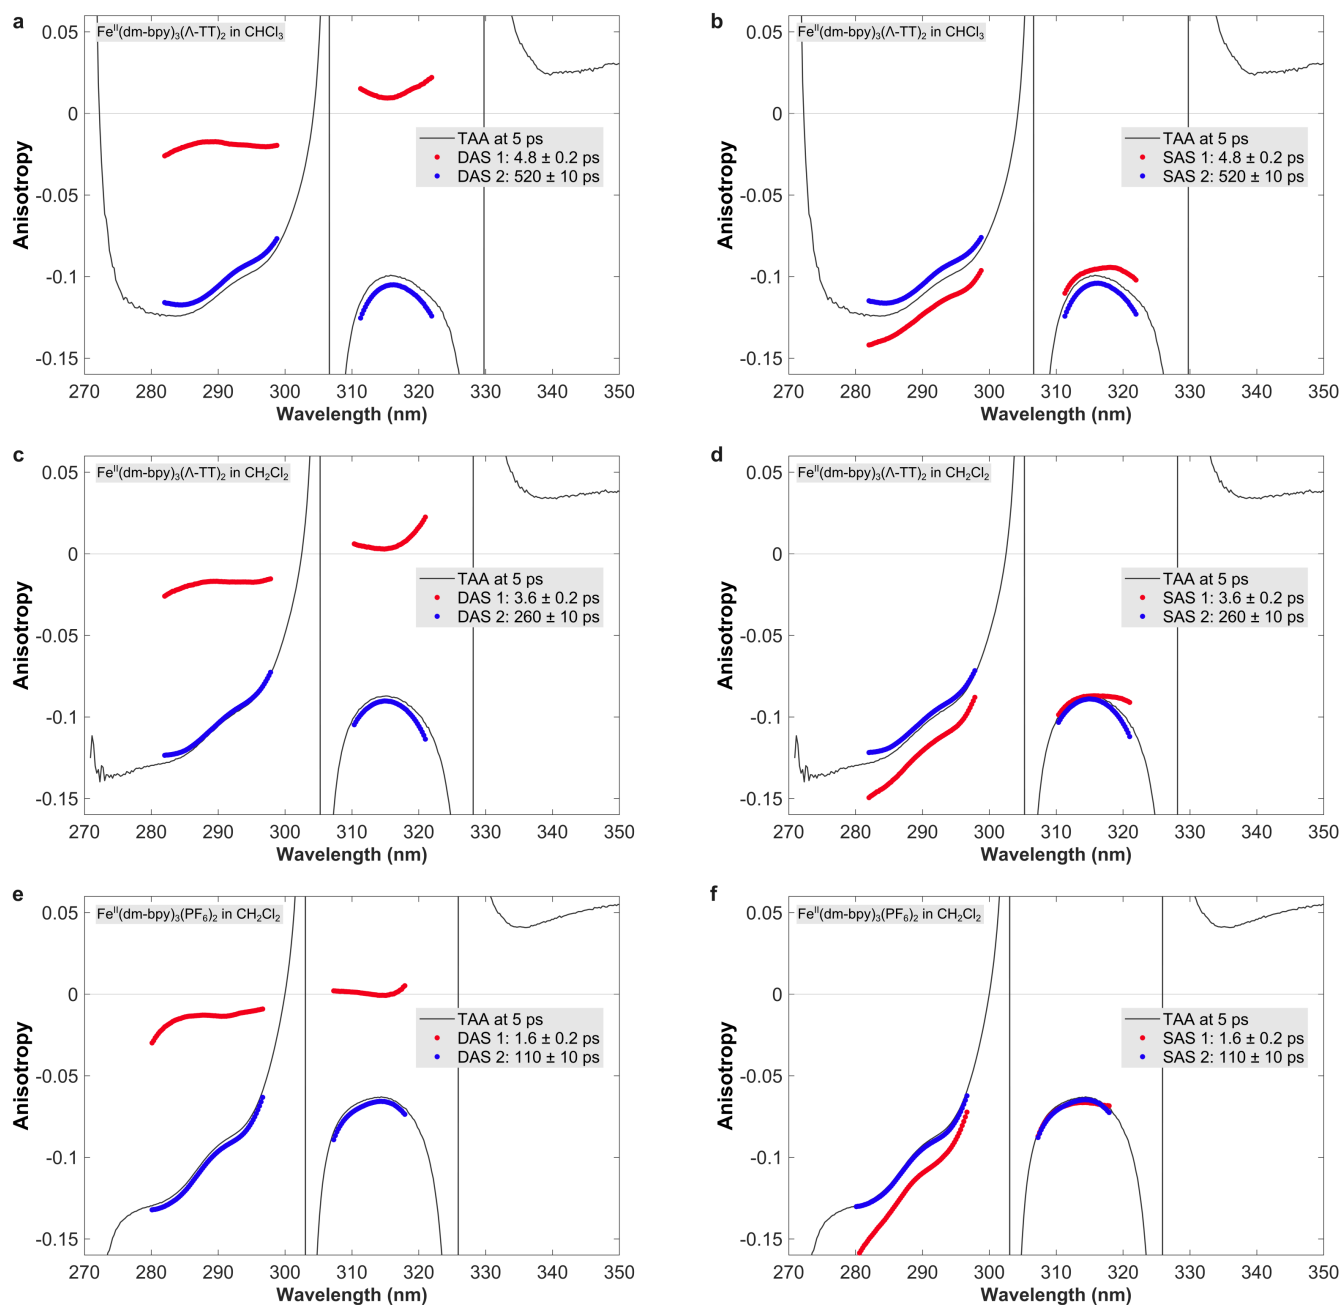 a
Fe^II(dm-bpy)₃(Λ-TT)₂ in CHCl₃
0.05
0
-0.05
-0.1
-0.15
Anisotropy
TAA at 5 ps
DAS 1: 4.8 ± 0.2 ps
DAS 2: 520 ± 10 ps
270 280 290 300 310 320 330 340 350
Wavelength (nm)
b
Fe^II(dm-bpy)₃(Λ-TT)₂ in CHCl₃
0.05
0
-0.05
-0.1
-0.15
Anisotropy
TAA at 5 ps
SAS 1: 4.8 ± 0.2 ps
SAS 2: 520 ± 10 ps
270 280 290 300 310 320 330 340 350
Wavelength (nm)
c
Fe^II(dm-bpy)₃(Λ-TT)₂ in CH₂Cl₂
0.05
0
-0.05
-0.1
-0.15
Anisotropy
TAA at 5 ps
DAS 1: 3.6 ± 0.2 ps
DAS 2: 260 ± 10 ps
270 280 290 300 310 320 330 340 350
Wavelength (nm)
d
Fe^II(dm-bpy)₃(Λ-TT)₂ in CH₂Cl₂
0.05
0
-0.05
-0.1
-0.15
Anisotropy
TAA at 5 ps
SAS 1: 3.6 ± 0.2 ps
SAS 2: 260 ± 10 ps
270 280 290 300 310 320 330 340 350
Wavelength (nm)
e
Fe^II(dm-bpy)₃(PF₆)₂ in CH₂Cl₂
0.05
0
-0.05
-0.1
-0.15
Anisotropy
TAA at 5 ps
DAS 1: 1.6 ± 0.2 ps
DAS 2: 110 ± 10 ps
270 280 290 300 310 320 330 340 350
Wavelength (nm)
f
Fe^II(dm-bpy)₃(PF₆)₂ in CH₂Cl₂
0.05
0
-0.05
-0.1
-0.15
Anisotropy
TAA at 5 ps
SAS 1: 1.6 ± 0.2 ps
SAS 2: 110 ± 10 ps
270 280 290 300 310 320 330 340 350
Wavelength (nm)